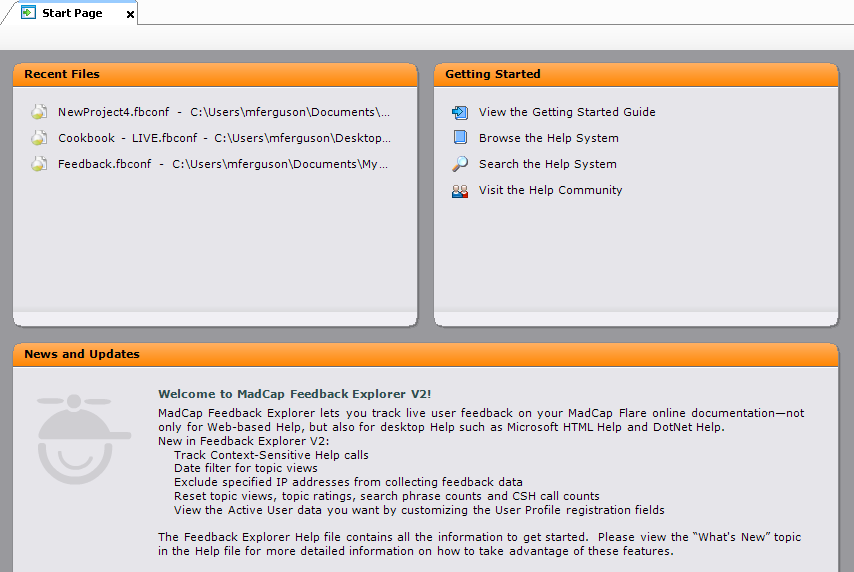 Start Page
Recent Files
NewProject4.fbconf - C:\Users\mferguson\Documents\...
Cookbook - LIVE.fbconf - C:\Users\mferguson\Desktop...
Feedback.fbconf - C:\Users\mferguson\Documents\My...
Getting Started
View the Getting Started Guide
Browse the Help System
Search the Help System
Visit the Help Community
News and Updates
Welcome to MadCap Feedback Explorer V2!
MadCap Feedback Explorer lets you track live user feedback on your MadCap Flare online documentation—not
only for Web-based Help, but also for desktop Help such as Microsoft HTML Help and DotNet Help.
New in Feedback Explorer V2:
Track Context-Sensitive Help calls
Date filter for topic views
Exclude specified IP addresses from collecting feedback data
Reset topic views, topic ratings, search phrase counts and CSH call counts
View the Active User data you want by customizing the User Profile registration fields
The Feedback Explorer Help file contains all the information to get started.  Please view the “What's New” topic
in the Help file for more detailed information on how to take advantage of these features.